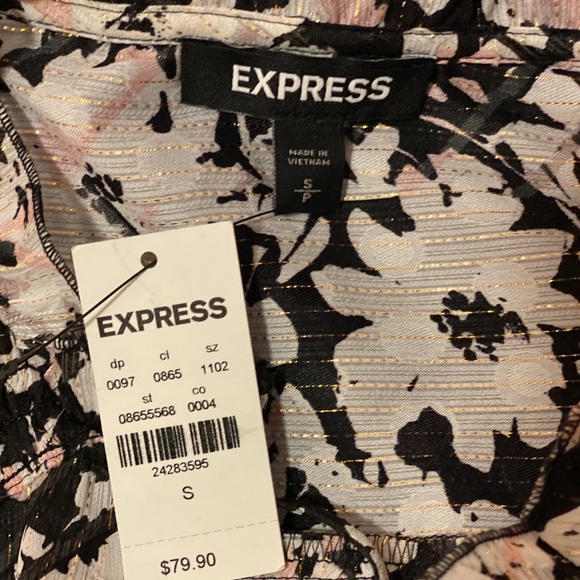 EXPRESS
MADE IN
VIETNAM
S
P
EXPRESS
dp cl sz
0097 0865 1102
st co
08655568 0004
24283595
S
$79.90